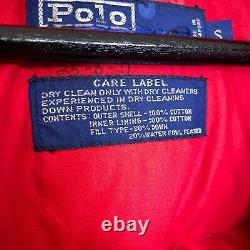 Polo
CARE LABEL
DRY CLEAN ONLY WITH DRY CLEANERS
EXPERIENCED IN DRY CLEANING
DOWN PRODUCTS.
CONTENTS: OUTER SHELL-100% COTTON
INNER LINING-100% COTTON
FILL TYPE-80% DOWN
20% WATER FOWL FEATHER